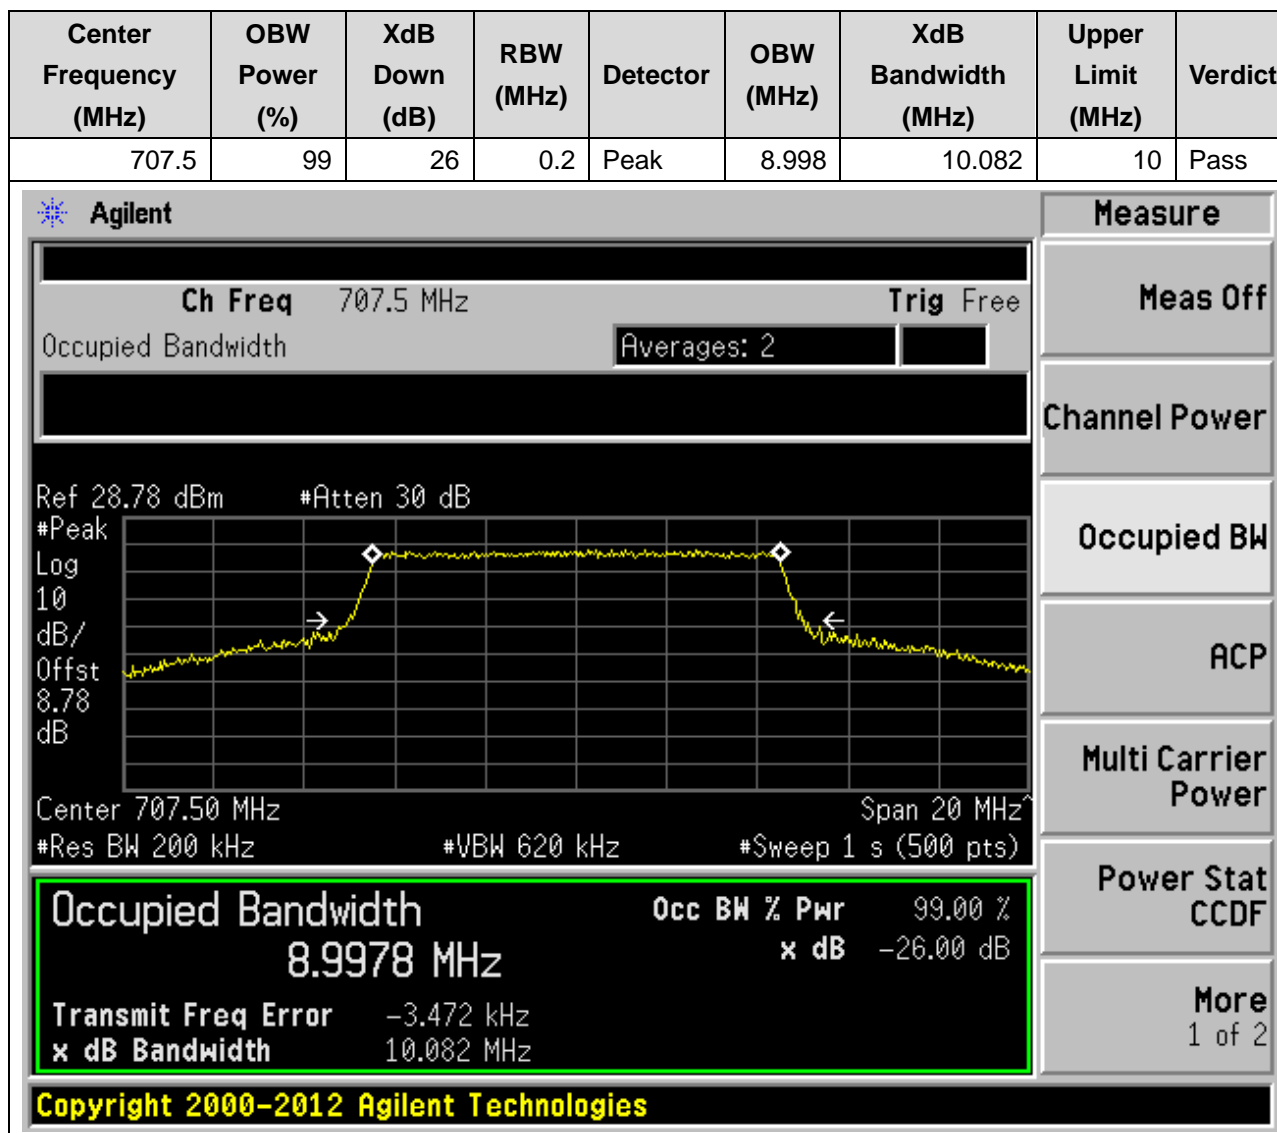 Center Frequency (MHz) OBW Power (%) XdB Down (dB) RBW (MHz) Detector OBW (MHz) XdB Bandwidth (MHz) Upper Limit (MHz) Verdict
707.5 99 26 0.2 Peak 8.998 10.082 10 Pass
Agilent
Measure
Ch Freq 707.5 MHz Trig Free
Meas Off
Occupied Bandwidth Averages: 2
Channel Power
Ref 28.78 dBm #Atten 30 dB
#Peak
Log
10
dB/
Offst
8.78
dB
Occupied BW
ACP
Multi Carrier
Power
Center 707.50 MHz Span 20 MHz^
#Res BW 200 kHz #VBW 620 kHz #Sweep 1 s (500 pts)
Power Stat
CCDF
Occupied Bandwidth Occ BW % Pwr 99.00 %
8.9978 MHz x dB -26.00 dB
More
1 of 2
Transmit Freq Error -3.472 kHz
x dB Bandwidth 10.082 MHz
Copyright 2000-2012 Agilent Technologies